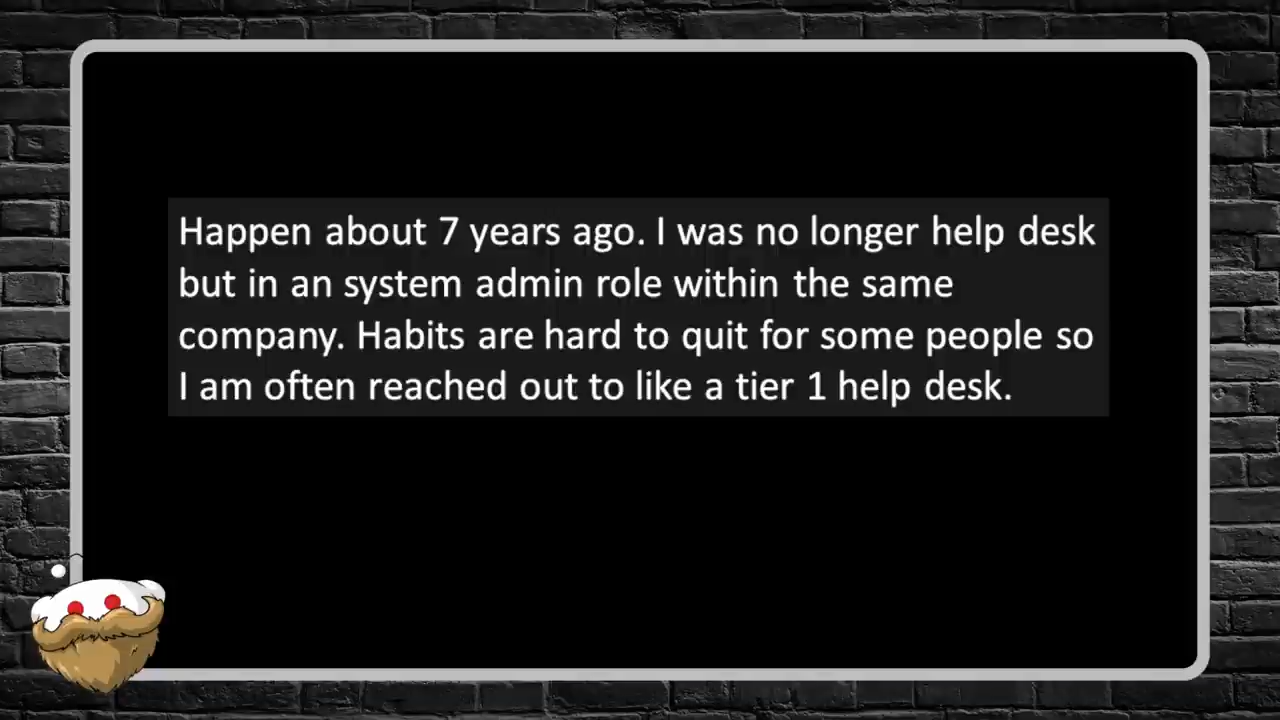 Happen about 7 years ago. I was no longer help desk
but in an system admin role within the same
company. Habits are hard to quit for some people so
I am often reached out to like a tier 1 help desk.